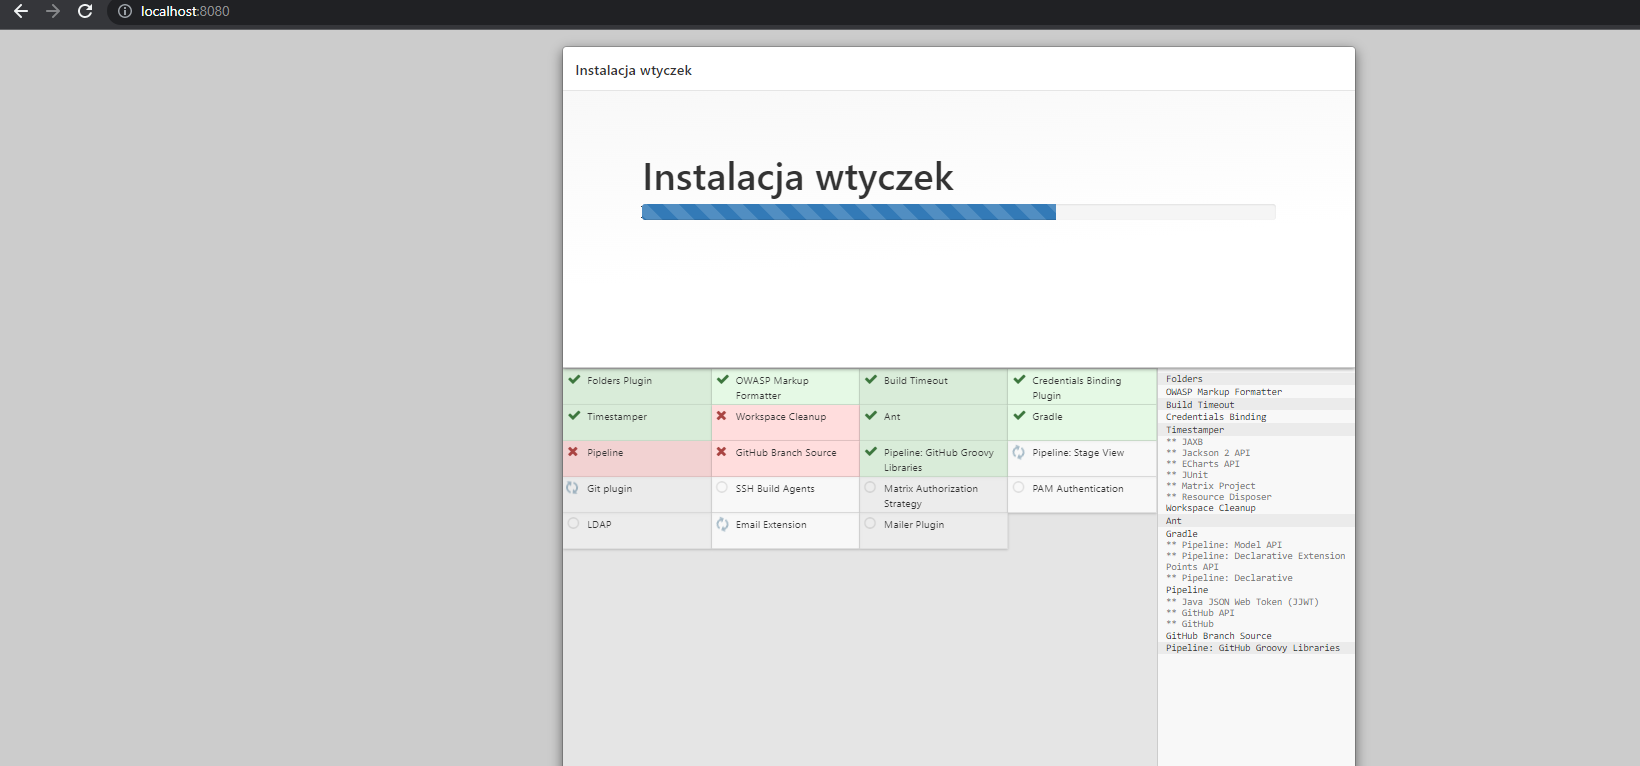 localhost:8080
Instalacja wtyczek
Instalacja wtyczek
Folders Plugin
OWASP Markup
Formatter
Build Timeout
Credentials Binding
Plugin
Timestamper
Workspace Cleanup
Ant
Gradle
Pipeline
GitHub Branch Source
Pipeline: GitHub Groovy
Libraries
Pipeline: Stage View
Git plugin
SSH Build Agents
Matrix Authorization
Strategy
PAM Authentication
LDAP
Email Extension
Mailer Plugin
Folders
OWASP Markup Formatter
Build Timeout
Credentials Binding
Timestamper
** JAXB
** Jackson 2 API
** ECharts API
** JUnit
** Matrix Project
** Resource Disposer
Workspace Cleanup
Ant
Gradle
** Pipeline: Model API
** Pipeline: Declarative Extension
Points API
** Pipeline: Declarative
Pipeline
** Java JSON Web Token (JJWT)
** GitHub API
** GitHub
GitHub Branch Source
Pipeline: GitHub Groovy Libraries